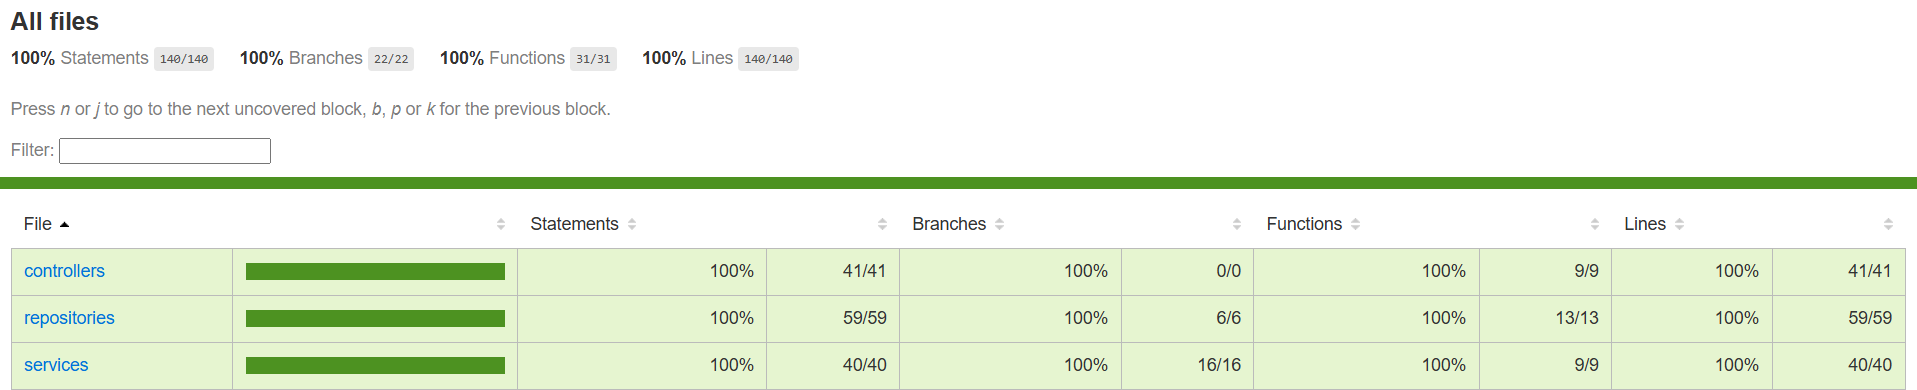 All files
100% Statements 140/140 100% Branches 22/22 100% Functions 31/31 100% Lines 140/140
Press n or j to go to the next uncovered block, b, p or k for the previous block.
Filter:
File Statements Branches Functions Lines
controllers 100% 41/41 100% 0/0 100% 9/9 100% 41/41
repositories 100% 59/59 100% 6/6 100% 13/13 100% 59/59
services 100% 40/40 100% 16/16 100% 9/9 100% 40/40